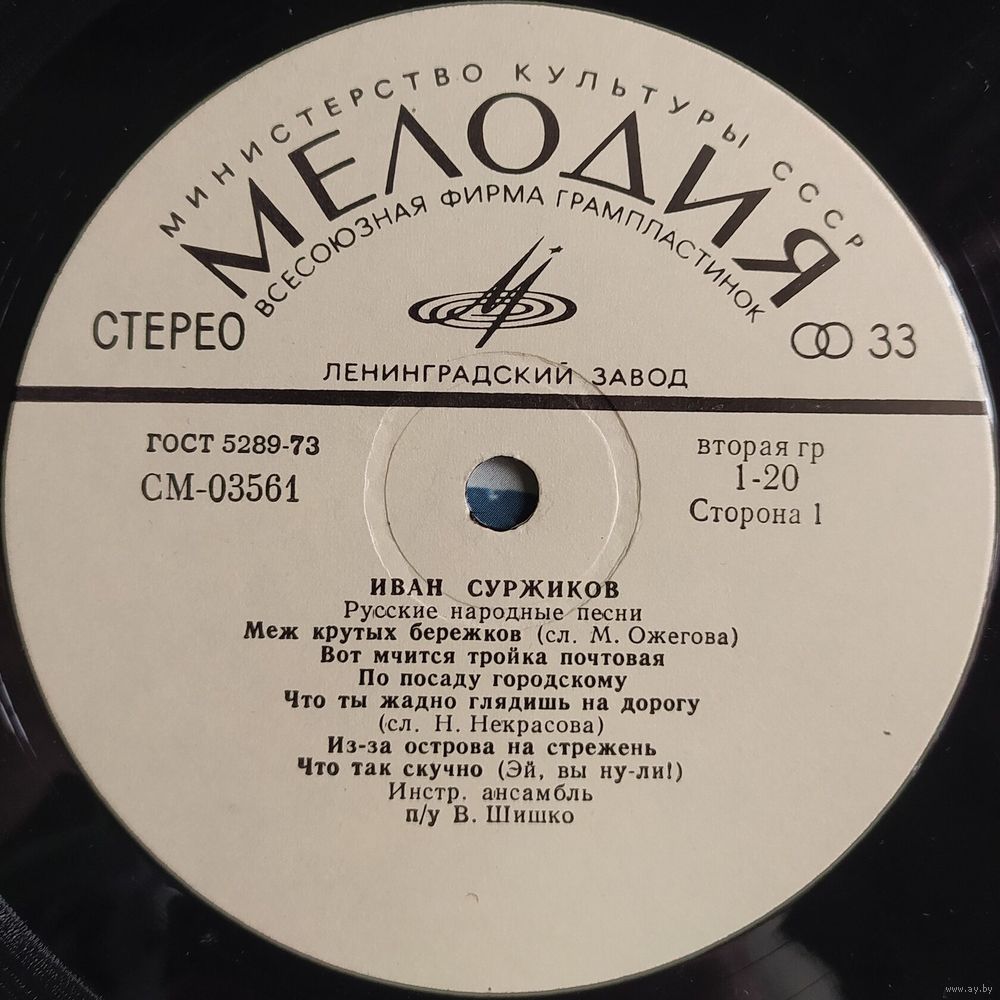 МИНИСТЕРСТВО КУЛЬТУРЫ СССР
МЕЛОДИЯ
ВСЕСОЮЗНАЯ ФИРМА ГРАМПЛАСТИНОК
СТЕРЕО
33
ЛЕНИНГРАДСКИЙ ЗАВОД
ГОСТ 5289-73
СМ-03561
вторая гр
1-20
Сторона 1
ИВАН СУРЖИКОВ
Русские народные песни
Меж крутых бережков (сл. М. Ожегова)
Вот мчится тройка почтовая
По посаду городскому
Что ты жадно глядишь на дорогу
(сл. Н. Некрасова)
Из-за острова на стрежень
Что так скучно (Эй, вы ну-ли!)
Инстр. ансамбль
п/у В. Шишко
www.ay.by